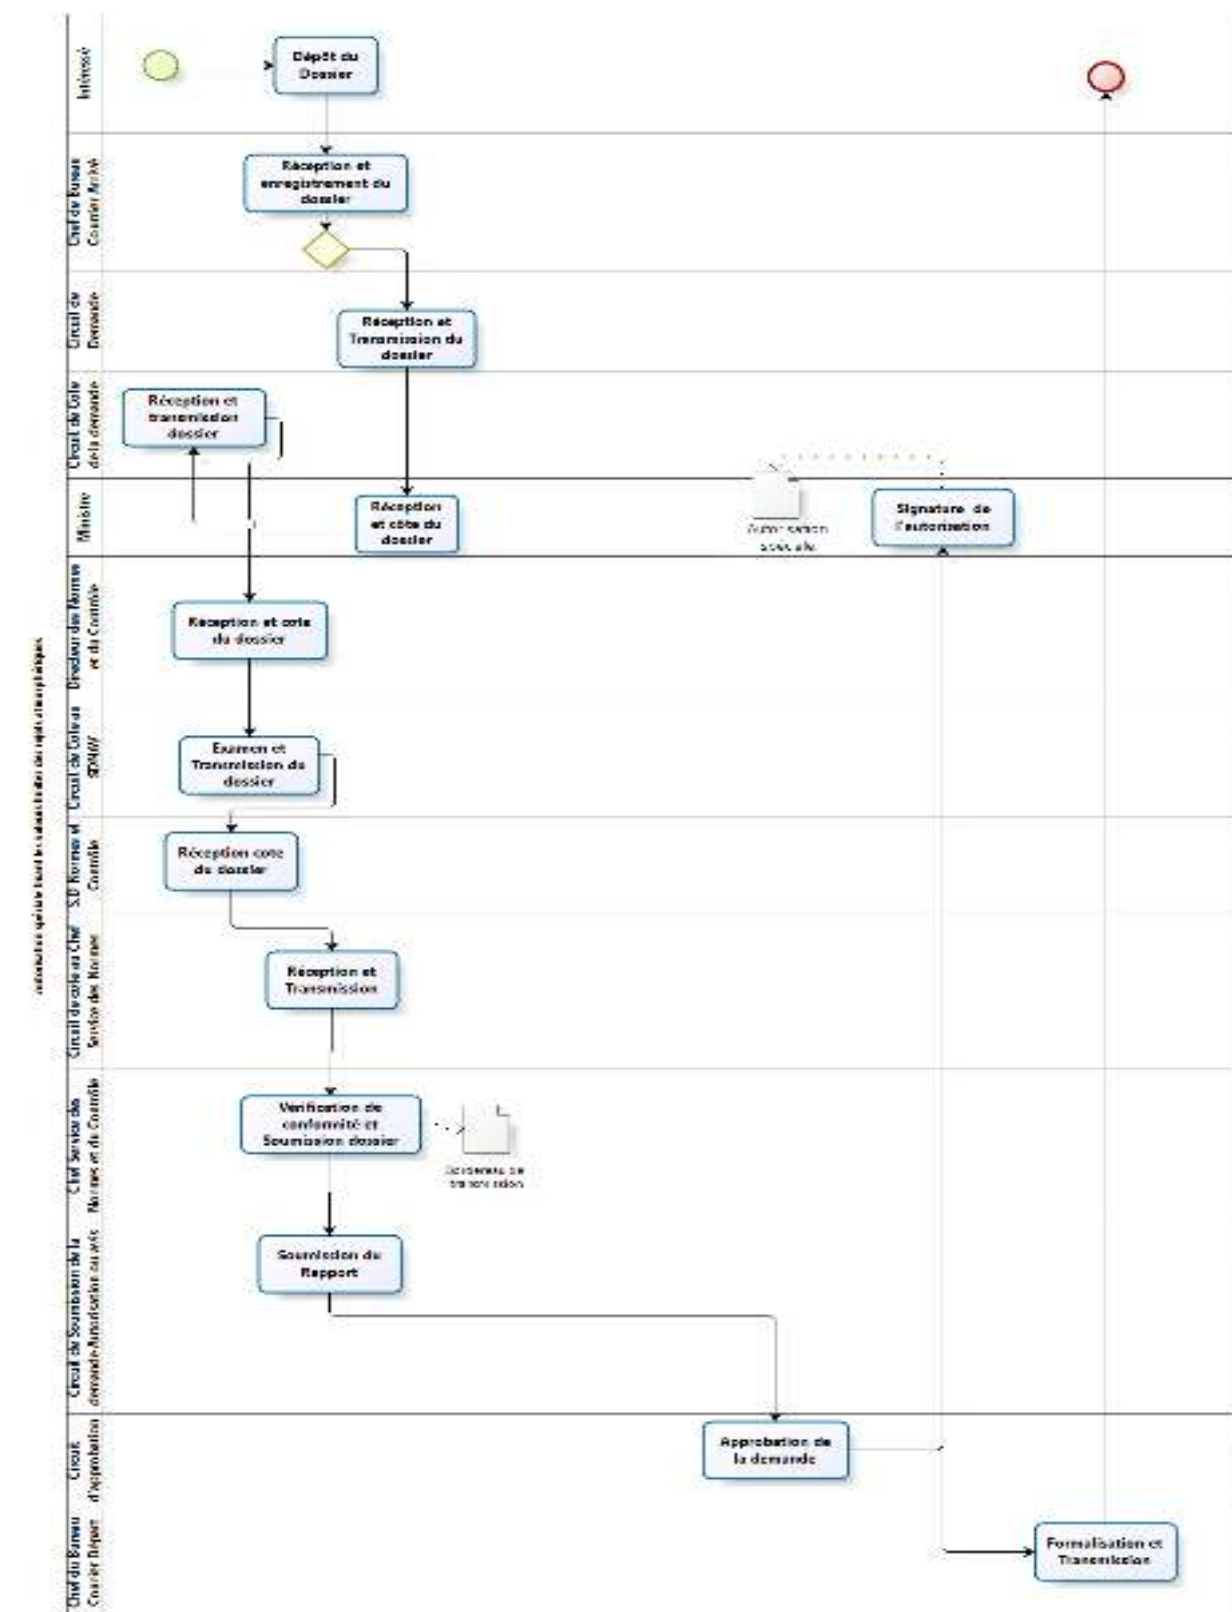 Intéressé
Dépôt du
Dossier
Chef de Bureau
Courrier Arrivé
Réception et
enregistrement du
dossier
Circuit de
Demande
Réception et
Transmission du
dossier
Circuit de Cote
de la demande
Réception et
transmission
dossier
Ministre
Réception
et côte du
dossier
Autorisation
spéciale
Signature de
l'autorisation
Directeur des Normes
et du Contrôle
Réception et cote
du dossier
Circuit de Cote au
Examen et
Transmission du
dossier
S.D Normes et
Contrôle
Réception cote
du dossier
Circuit de cote au Chef
Service des Normes
Réception et
Transmission
Chef Service des
Normes et du Contrôle
Vérification de
conformité et
Soumission dossier
Bordereau de
transmission
Circuit de Soumission de la
demande Autorisation ou avis
Soumission du
Rapport
Circuit
d'approbation
Approbation de
la demande
Chef du Bureau
Courier Départ
Formalisation et
Transmission